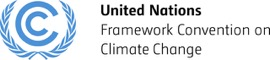 United Nations
Framework Convention on
Climate Change